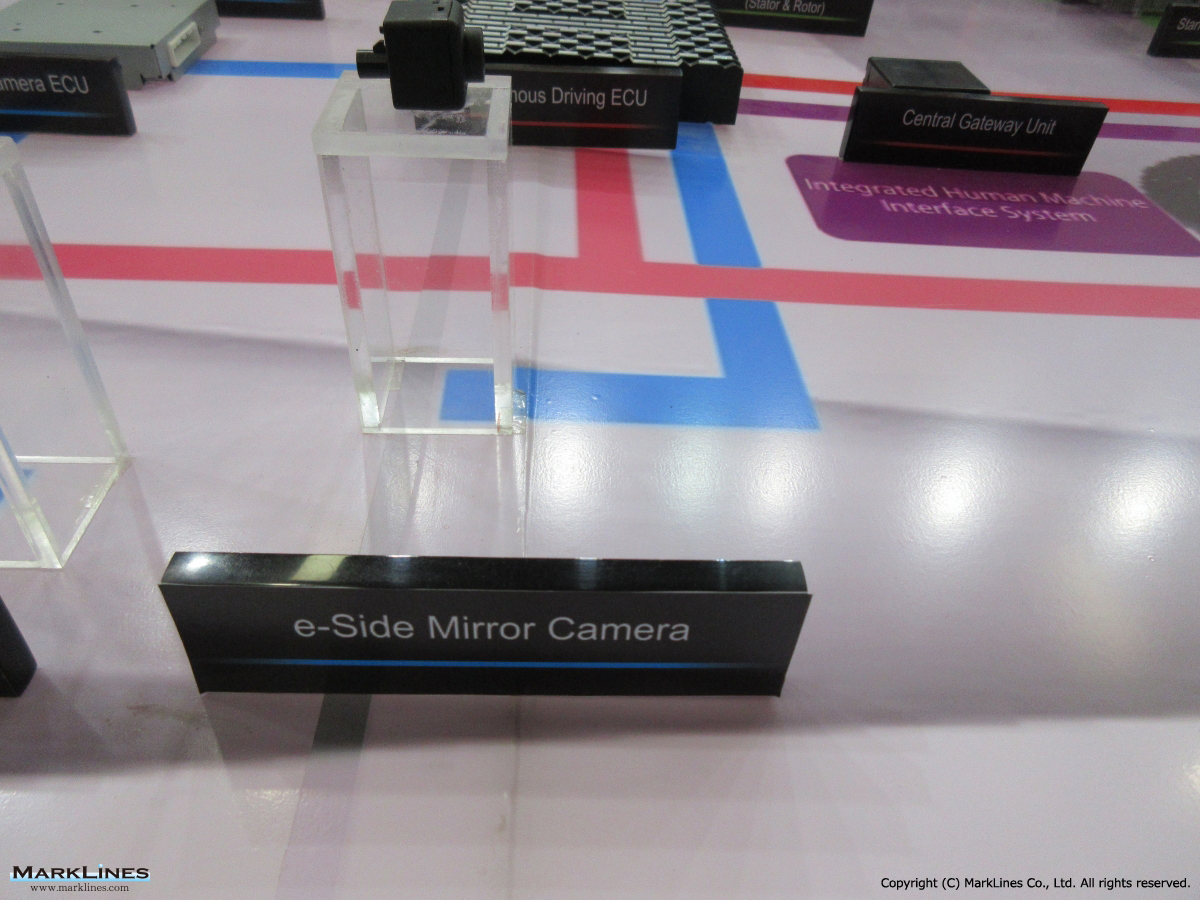 (Stator & Rotor)
amera ECU
nous Driving ECU
Central Gateway Unit
Integrated Human Machine
Interface System
e-Side Mirror Camera
MARKLINES
www.marklines.com
Copyright (C) MarkLines Co., Ltd. All rights reserved.